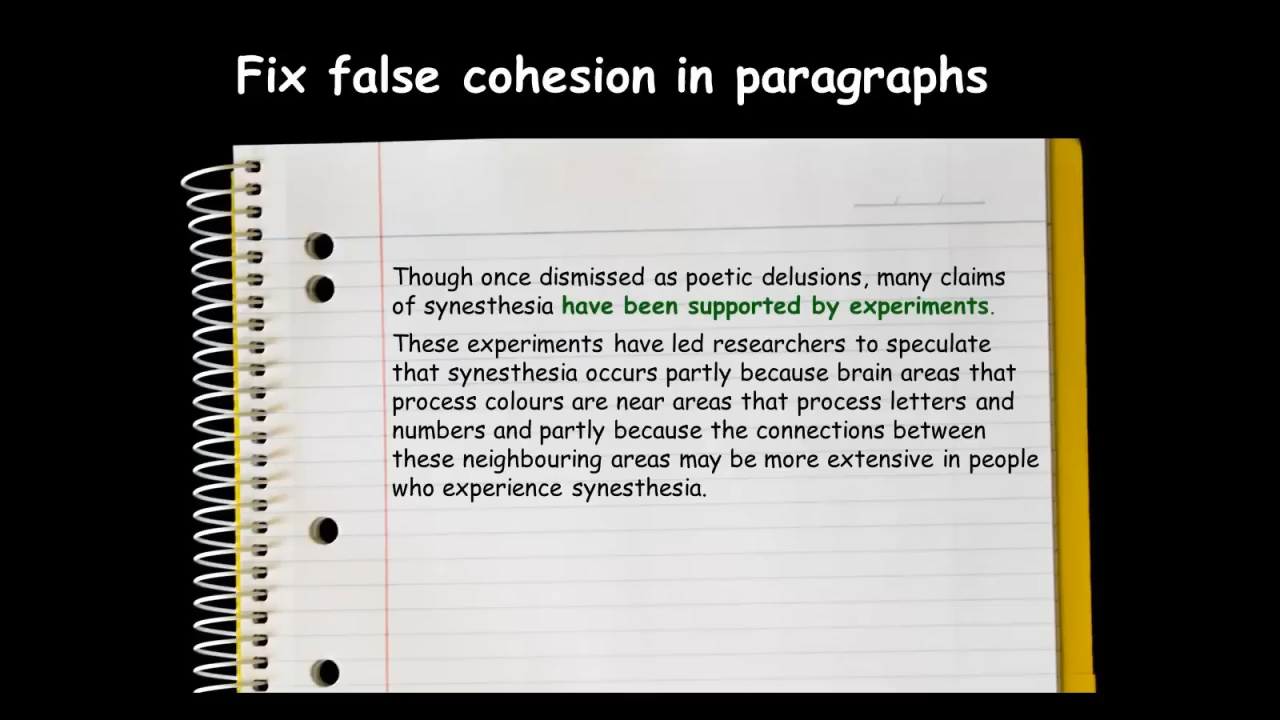 Fix false cohesion in paragraphs
Though once dismissed as poetic delusions, many claims
of synesthesia have been supported by experiments.
These experiments have led researchers to speculate
that synesthesia occurs partly because brain areas that
process colours are near areas that process letters and
numbers and partly because the connections between
these neighbouring areas may be more extensive in people
who experience synesthesia.